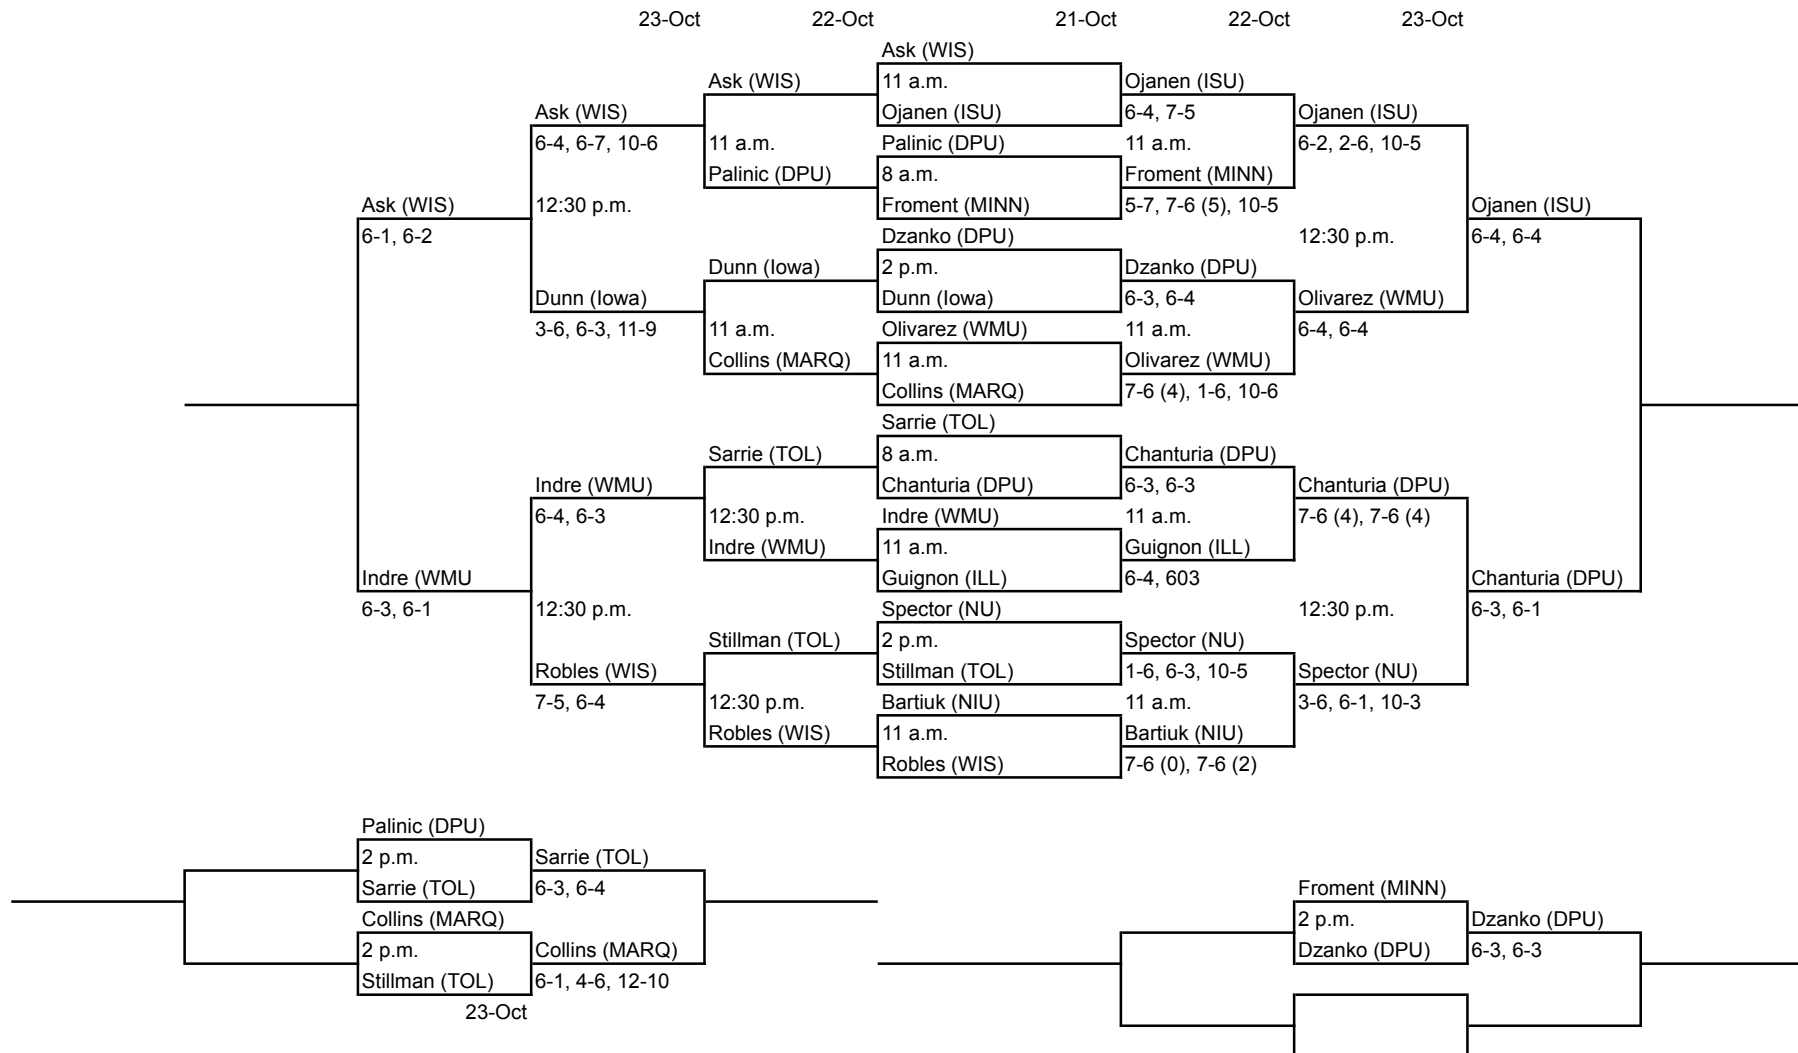 23-Oct 22-Oct 21-Oct 22-Oct 23-Oct
Ask (WIS)
Ask (WIS) 11 a.m. Ojanen (ISU)
Ask (WIS) Ojanen (ISU) 6-4, 7-5 Ojanen (ISU)
6-4, 6-7, 10-6 11 a.m. Palinic (DPU) 11 a.m. 6-2, 2-6, 10-5
Palinic (DPU) 8 a.m. Froment (MINN)
Ask (WIS) 12:30 p.m. Froment (MINN) 5-7, 7-6 (5), 10-5 Ojanen (ISU)
6-1, 6-2 Dzanko (DPU) 12:30 p.m. 6-4, 6-4
Dunn (Iowa) 2 p.m. Dzanko (DPU)
Dunn (Iowa) Dunn (Iowa) 6-3, 6-4 Olivarez (WMU)
3-6, 6-3, 11-9 11 a.m. Olivarez (WMU) 11 a.m. 6-4, 6-4
Collins (MARQ) 11 a.m. Olivarez (WMU)
Collins (MARQ) 7-6 (4), 1-6, 10-6
Sarrie (TOL)
Sarrie (TOL) 8 a.m. Chanturia (DPU)
Indre (WMU) Chanturia (DPU) 6-3, 6-3 Chanturia (DPU)
6-4, 6-3 12:30 p.m. Indre (WMU) 11 a.m. 7-6 (4), 7-6 (4)
Indre (WMU) 11 a.m. Guignon (ILL)
Indre (WMU Guignon (ILL) 6-4, 603 Chanturia (DPU)
6-3, 6-1 12:30 p.m. Spector (NU) 12:30 p.m. 6-3, 6-1
Stillman (TOL) 2 p.m. Spector (NU)
Robles (WIS) Stillman (TOL) 1-6, 6-3, 10-5 Spector (NU)
7-5, 6-4 12:30 p.m. Bartiuk (NIU) 11 a.m. 3-6, 6-1, 10-3
Robles (WIS) 11 a.m. Bartiuk (NIU)
Robles (WIS) 7-6 (0), 7-6 (2)
Palinic (DPU)
2 p.m. Sarrie (TOL)
Sarrie (TOL) 6-3, 6-4 Froment (MINN)
Collins (MARQ) 2 p.m. Dzanko (DPU)
2 p.m. Collins (MARQ) Dzanko (DPU) 6-3, 6-3
Stillman (TOL) 6-1, 4-6, 12-10
23-Oct